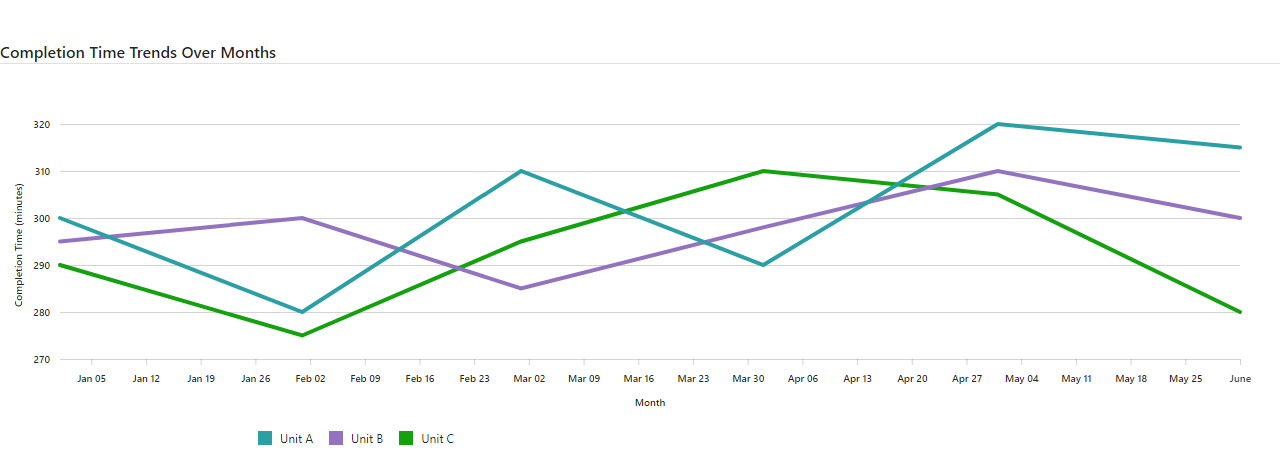 Completion Time Trends Over Months
320
310
300
290
280
270
Completion Time (minutes)
Jan 05 Jan 12 Jan 19 Jan 26 Feb 02 Feb 09 Feb 16 Feb 23 Mar 02 Mar 09 Mar 16 Mar 23 Mar 30 Apr 06 Apr 13 Apr 20 Apr 27 May 04 May 11 May 18 May 25 June
Month
Unit A Unit B Unit C